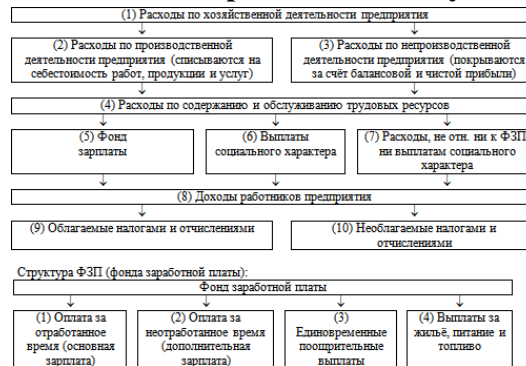 (1) Расходы по хозяйственной деятельности предприятия
(2) Расходы по производственной
деятельности предприятия (списываются на
себестоимость работ, продукции и услуг)
(3) Расходы по непроизводственной
деятельности предприятия (покрываются
за счёт балансовой и чистой прибыли)
(4) Расходы по содержанию и обслуживанию трудовых ресурсов
(5) Фонд
зарплаты
(6) Выплаты
социального характера
(7) Расходы, не отн. ни к ФЗП
ни выплатам социального
характера
(8) Доходы работников предприятия
(9) Облагаемые налогами и отчислениями
(10) Необлагаемые налогами и
отчислениями
Структура ФЗП (фонда заработной платы):
Фонд заработной платы
(1) Оплата за
отработанное
время (основная
зарплата)
(2) Оплата за
неотработанное время
(дополнительная
зарплата)
(3)
Единовременные
поощрительные
выплаты
(4) Выплаты за
жильё, питание и
топливо